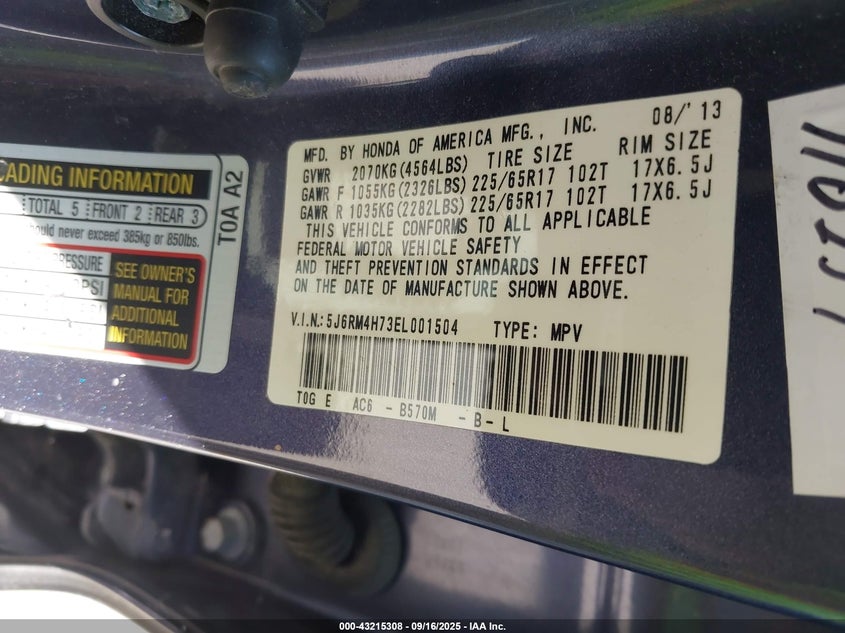 MFD. BY HONDA OF AMERICA MFG., INC. 08/'13
GVWR 2070KG(4564LBS) TIRE SIZE RIM SIZE
GAWR F 1055KG(2326LBS) 225/65R17 102T 17X6.5J
GAWR R 1035KG(2282LBS) 225/65R17 102T 17X6.5J
THIS VEHICLE CONFORMS TO ALL APPLICABLE
FEDERAL MOTOR VEHICLE SAFETY
AND THEFT PREVENTION STANDARDS IN EFFECT
ON THE DATE OF MANUFACTURE SHOWN ABOVE.
V.I.N.:5J6RM4H73EL001504 TYPE: MPV
TOG E AC6 - B570M - B- L
INFORMATION
TOTAL 5 FRONT 2 REAR 3
never exceed 385kg or 850lbs.
SEE OWNER'S
MANUAL FOR
ADDITIONAL
INFORMATION
T0A A2
000-43215308 - 09/16/2025 - IAA Inc.